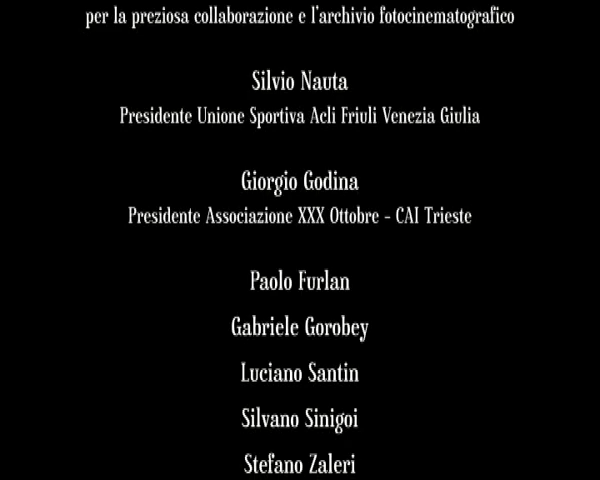 per la preziosa collaborazione e l'archivio fotocinematografico
Silvio Nauta
Presidente Unione Sportiva Acli Friuli Venezia Giulia
Giorgio Godina
Presidente Associazione XXX Ottobre - CAI Trieste
Paolo Furlan
Gabriele Gorobey
Luciano Santin
Silvano Sinigoi
Stefano Zaleri